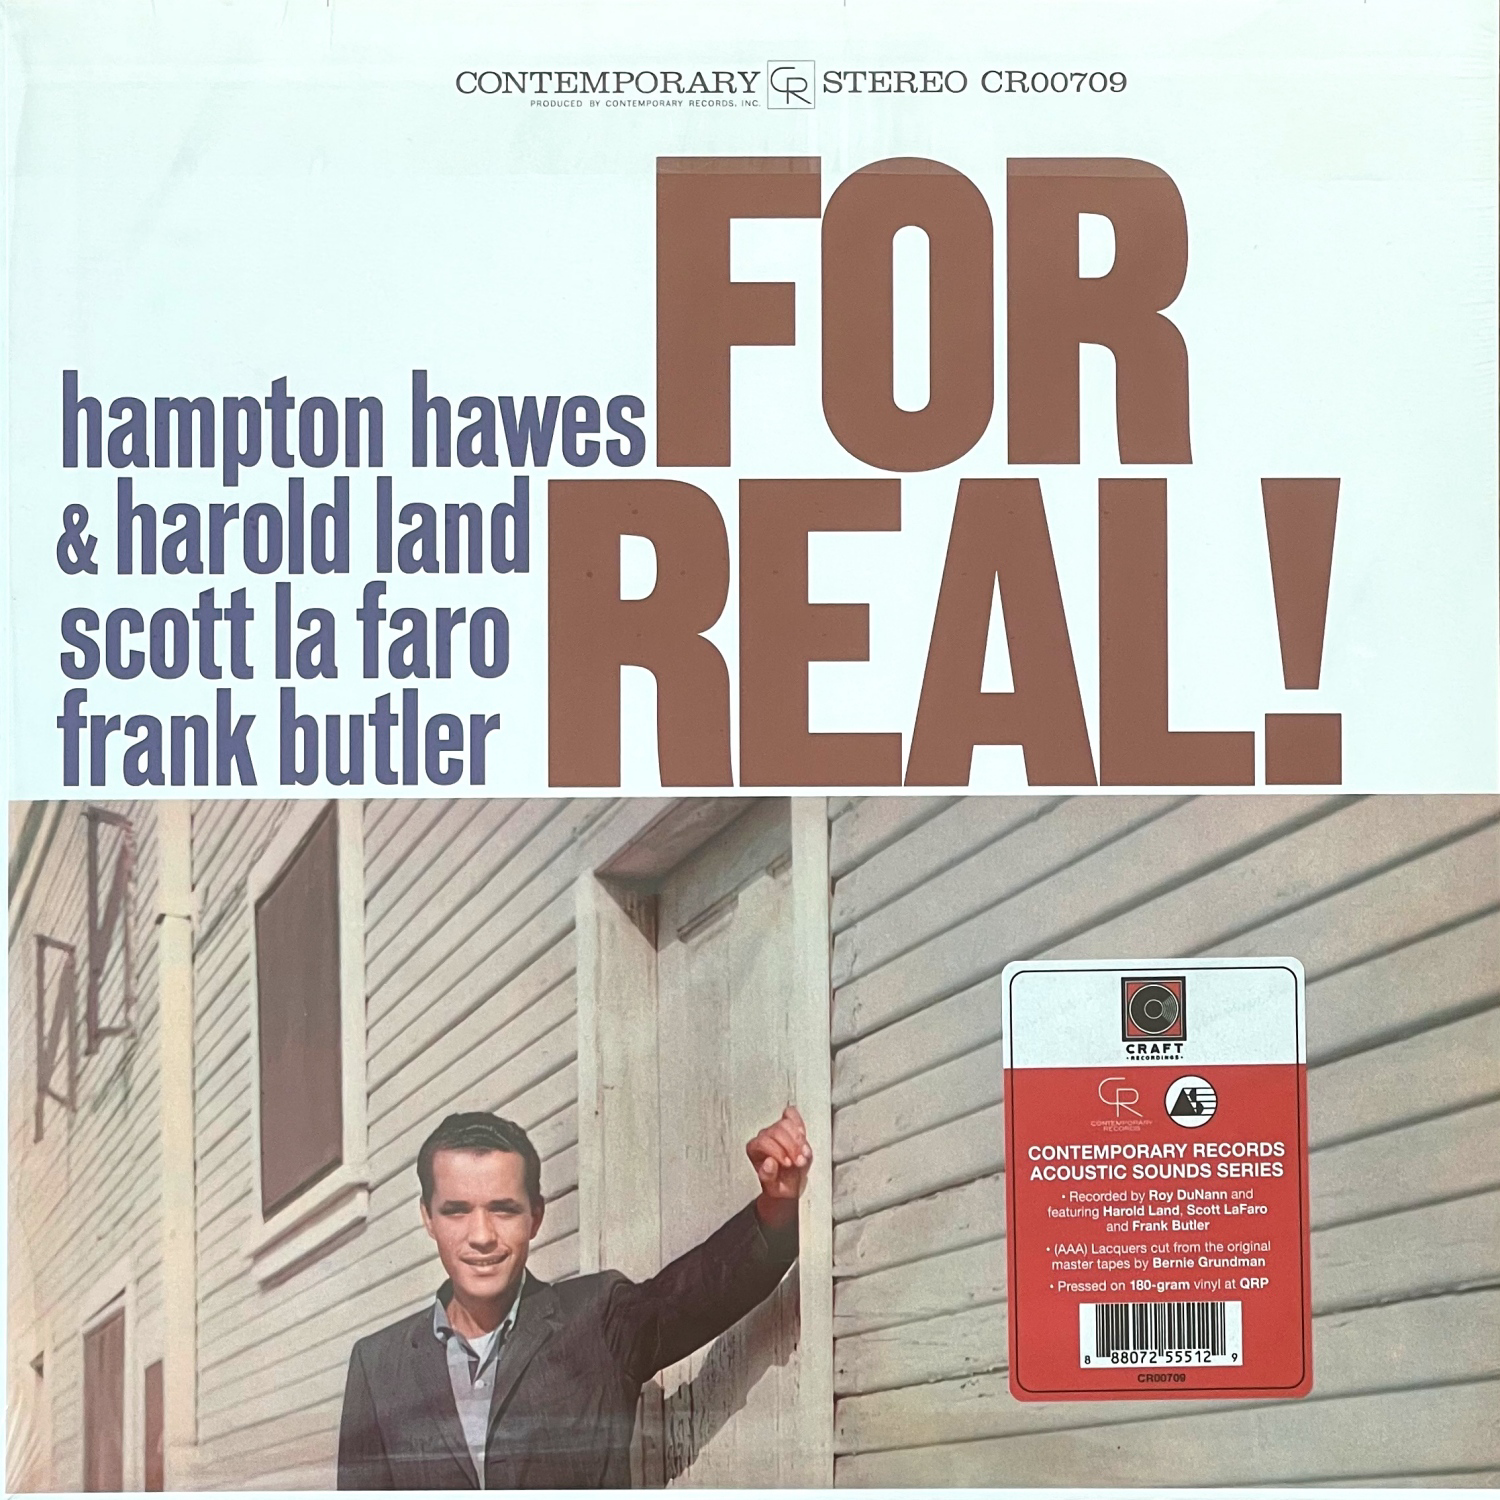 CONTEMPORARY CR STEREO CR00709
PRODUCED BY CONTEMPORARY RECORDS, INC.
FOR
REAL!
hampton hawes
& harold land
scott la faro
frank butler
CRAFT
•RECORDINGS•
CR AS
CONTEMPORARY
RECORDS
CONTEMPORARY RECORDS
ACOUSTIC SOUNDS SERIES
• Recorded by Roy DuNann and
featuring Harold Land, Scott LaFaro
and Frank Butler
• (AAA) Lacquers cut from the original
master tapes by Bernie Grundman
• Pressed on 180-gram vinyl at QRP
8 88072 55512 9
CR00709